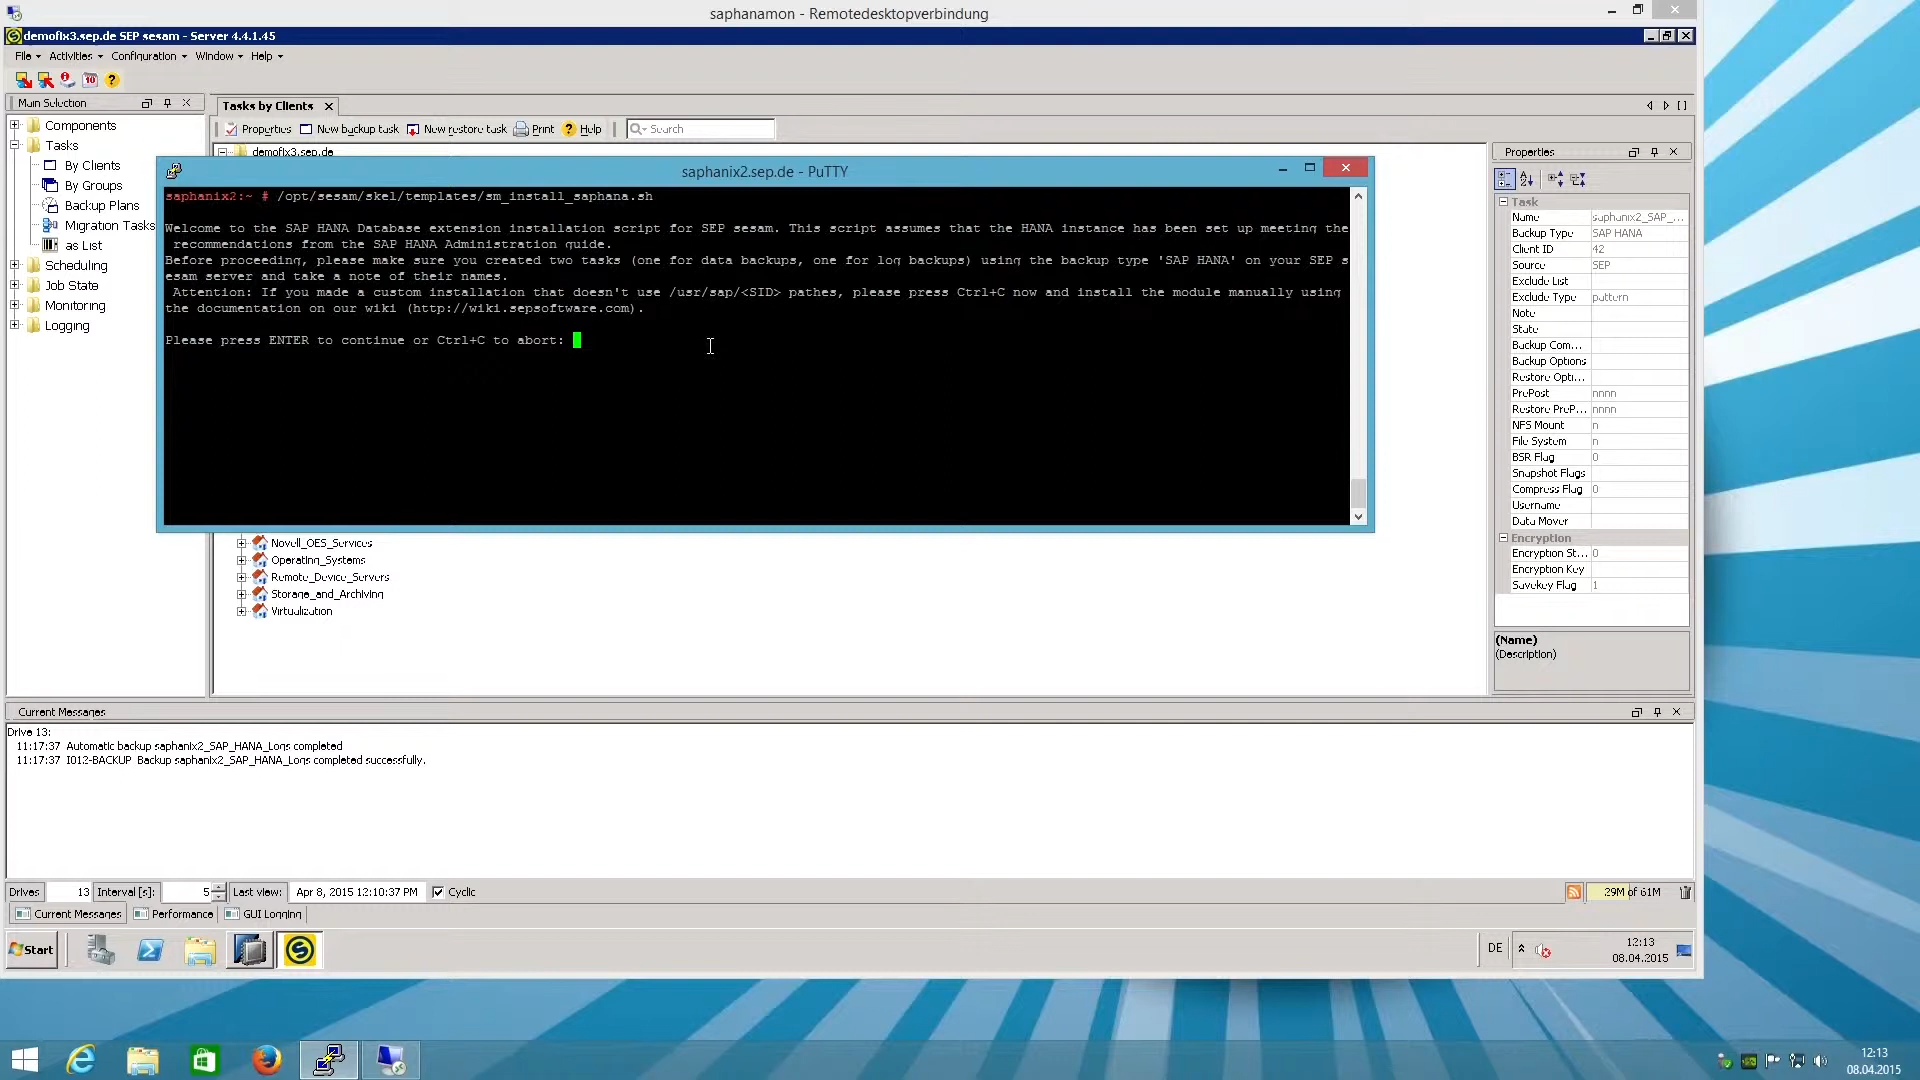 saphanamon - Remotedesktopverbindung
demofix3.sep.de SEP sesam - Server 4.4.1.45
File Activities Configuration Window Help
10
Main Selection
Components
Tasks
By Clients
By Groups
Backup Plans
Migration Tasks
as List
Scheduling
Job State
Monitoring
Logging
Tasks by Clients
Properties New backup task New restore task Print Help Search
demofix3.sep.de
saphanix2.sep.de - PuTTY
saphanix2:~ # /opt/sesam/skel/templates/sm_install_saphana.sh
Welcome to the SAP HANA Database extension installation script for SEP sesam. This script assumes that the HANA instance has been set up meeting the
recommendations from the SAP HANA Administration guide.
Before proceeding, please make sure you created two tasks (one for data backups, one for log backups) using the backup type 'SAP HANA' on your SEP s
esam server and take a note of their names.
Attention: If you made a custom installation that doesn't use /usr/sap/<SID> pathes, please press Ctrl+C now and install the module manually using
the documentation on our wiki (http://wiki.sepsoftware.com).
Please press ENTER to continue or Ctrl+C to abort:
Novell_OES_Services
Operating_Systems
Remote_Device_Servers
Storage_and_Archiving
Virtualization
Properties
Task
Name saphanix2_SAP_...
Backup Type SAP HANA
Client ID 42
Source SEP
Exclude List
Exclude Type pattern
Note
State
Backup Com...
Backup Options
Restore Opti...
PrePost nnnn
Restore PreP... nnnn
NFS Mount n
File System n
BSR Flag 0
Snapshot Flags
Compress Flag 0
Username
Data Mover
Encryption
Encryption St... 0
Encryption Key
Savekey Flag 1
(Name)
(Description)
Current Messages
Drive 13:
11:17:37 Automatic backup saphanix2_SAP_HANA_Logs completed
11:17:37 I012-BACKUP Backup saphanix2_SAP_HANA_Logs completed successfully.
Drives 13 Interval [s]: 5 Last view: Apr 8, 2015 12:10:37 PM Cyclic
29M of 61M
Current Messages Performance GUI Logging
Start
DE
12:13
08.04.2015
12:13
08.04.2015